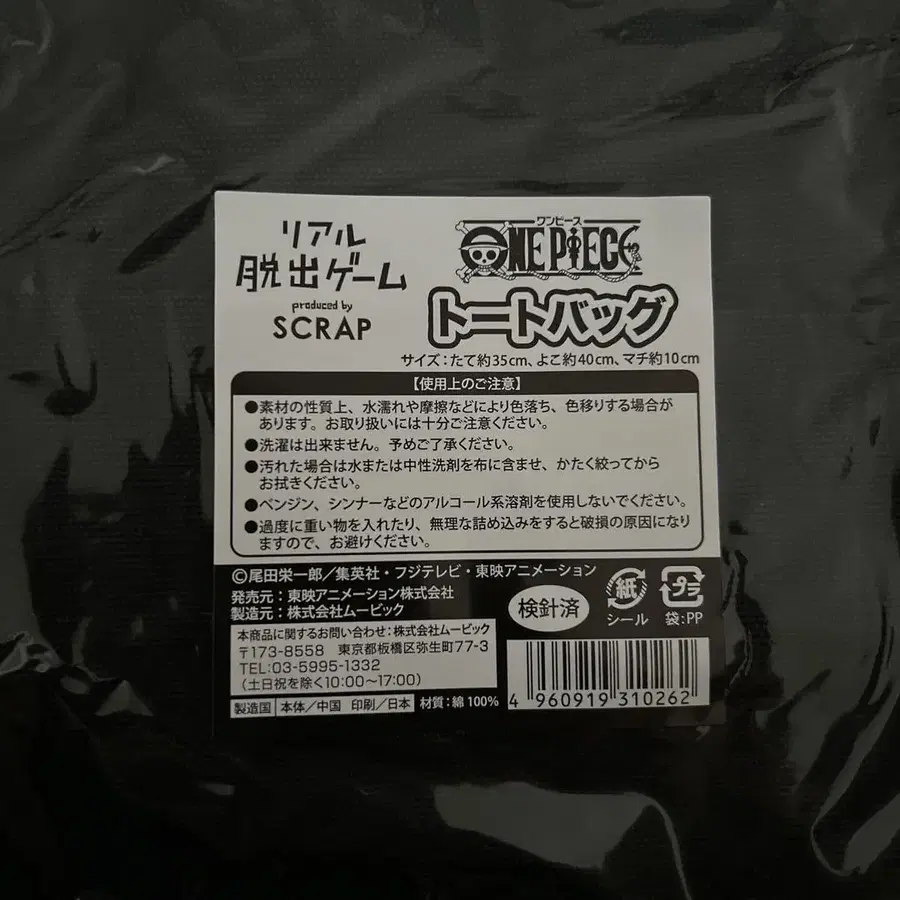 リアル
脱出ゲーム
produced by
SCRAP
ワンピース
ONE PIECE
トートバッグ
サイズ：たて約35cm、よこ約40cm、マチ約10cm
【使用上のご注意】
●素材の性質上、水濡れや摩擦などにより色落ち、色移りする場合が
あります。お取り扱いには十分ご注意ください。
●洗濯は出来ません。予めご了承ください。
●汚れた場合は水または中性洗剤を布に含ませ、かたく絞ってから
お拭きください。
●ベンジン、シンナーなどのアルコール系溶剤を使用しないでください。
●過度に重い物を入れたり、無理な詰め込みをすると破損の原因になり
ますので、お避けください。
©尾田栄一郎／集英社・フジテレビ・東映アニメーション
発売元：東映アニメーション株式会社
製造元：株式会社ムービック
検針済
紙
シール
プラ
袋：PP
本商品に関するお問い合わせ：株式会社ムービック
〒173-8558 東京都板橋区弥生町77-3
TEL:03-5995-1332
（土日祝を除く10:00～17:00）
製造国 本体／中国 印刷／日本 材質：綿100%
4 960919 310262